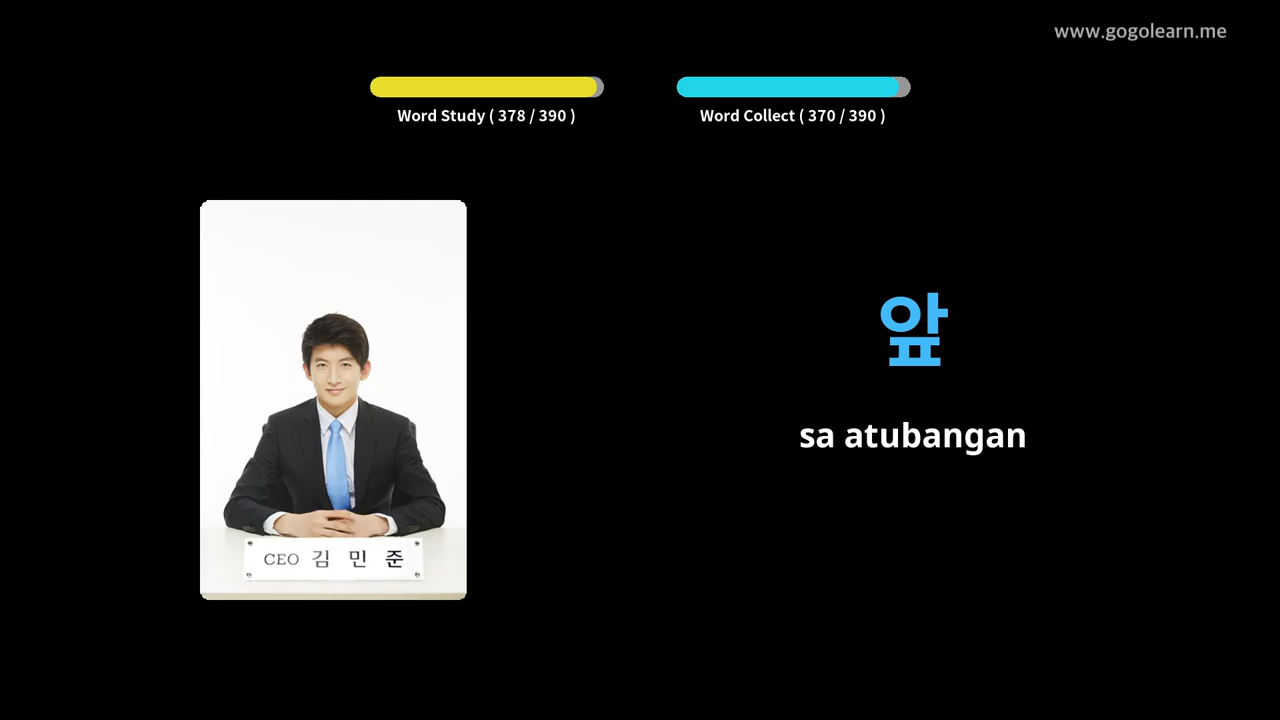 www.gogolearn.me
Word Study ( 378 / 390 )
Word Collect ( 370 / 390 )
앞
sa atubangan
CEO 김 민 준